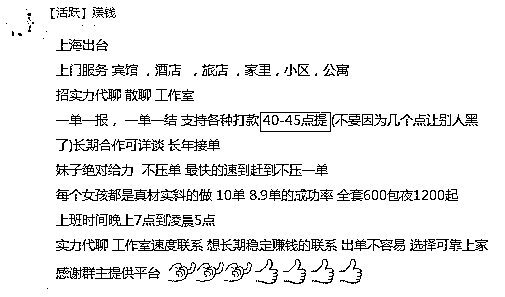 【活跃】赚钱
上海出台
上门服务 宾馆 ，酒店 ，旅店 ，家里，小区，公寓
招实力代聊 散聊 工作室
一单一报， 一单一结 支持各种打款 40-45点提(不要因为几个点让别人黑
了)长期合作可详谈 长年接单
妹子绝对给力 不压单 最快的速到赶到不压一单
每个女孩都是真材实料的做 10单 8.9单的成功率 全套600包夜1200起
上班时间晚上7点到凌晨5点
实力代聊 工作室速度联系 想长期稳定赚钱的联系 出单不容易 选择可靠上家
感谢群主提供平台